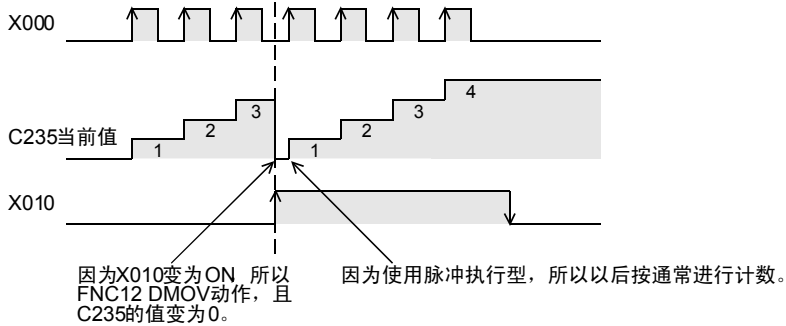 X000
C235当前值
1
2
3
1
2
3
4
X010
因为X010变为ON 所以
FNC12 DMOV动作，且
C235的值变为0。
因为使用脉冲执行型，所以以后按通常进行计数。